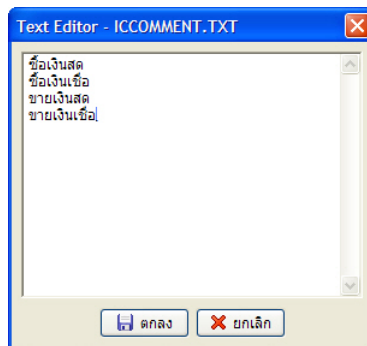 Text Editor - ICCOMMENT.TXT
ซื้อเงินสด
ซื้อเงินเชื่อ
ขายเงินสด
ขายเงินเชื่อ
ตกลง
ยกเลิก